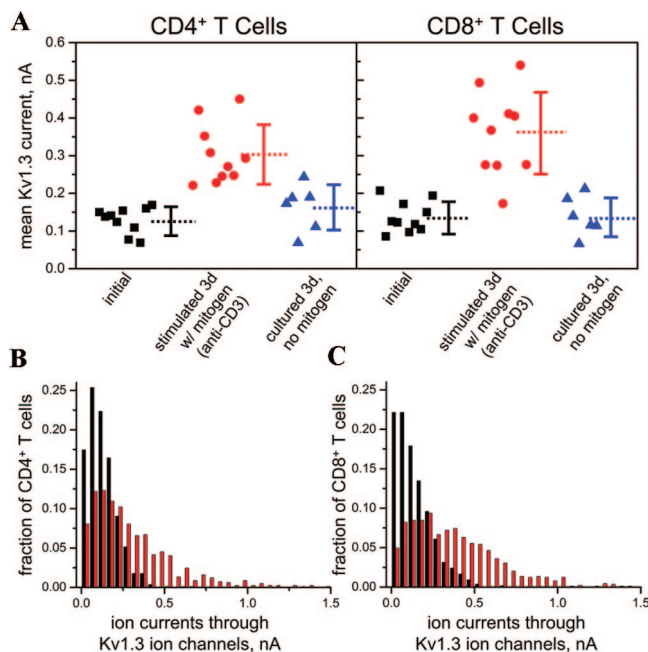 A
CD4⁺ T Cells
CD8⁺ T Cells
mean Kv1.3 current, nA
0.6
0.5
0.4
0.3
0.2
0.1
0.0
initial
stimulated 3d
w/ mitogen
(anti-CD3)
cultured 3d,
no mitogen
initial
stimulated 3d
w/ mitogen
(anti-CD3)
cultured 3d,
no mitogen
B
fraction of CD4⁺ T cells
0.25
0.20
0.15
0.10
0.05
0.00
0.0 0.5 1.0 1.5
ion currents through
Kv1.3 ion channels, nA
C
fraction of CD8⁺ T cells
0.25
0.20
0.15
0.10
0.05
0.00
0.0 0.5 1.0 1.5
ion currents through
Kv1.3 ion channels, nA